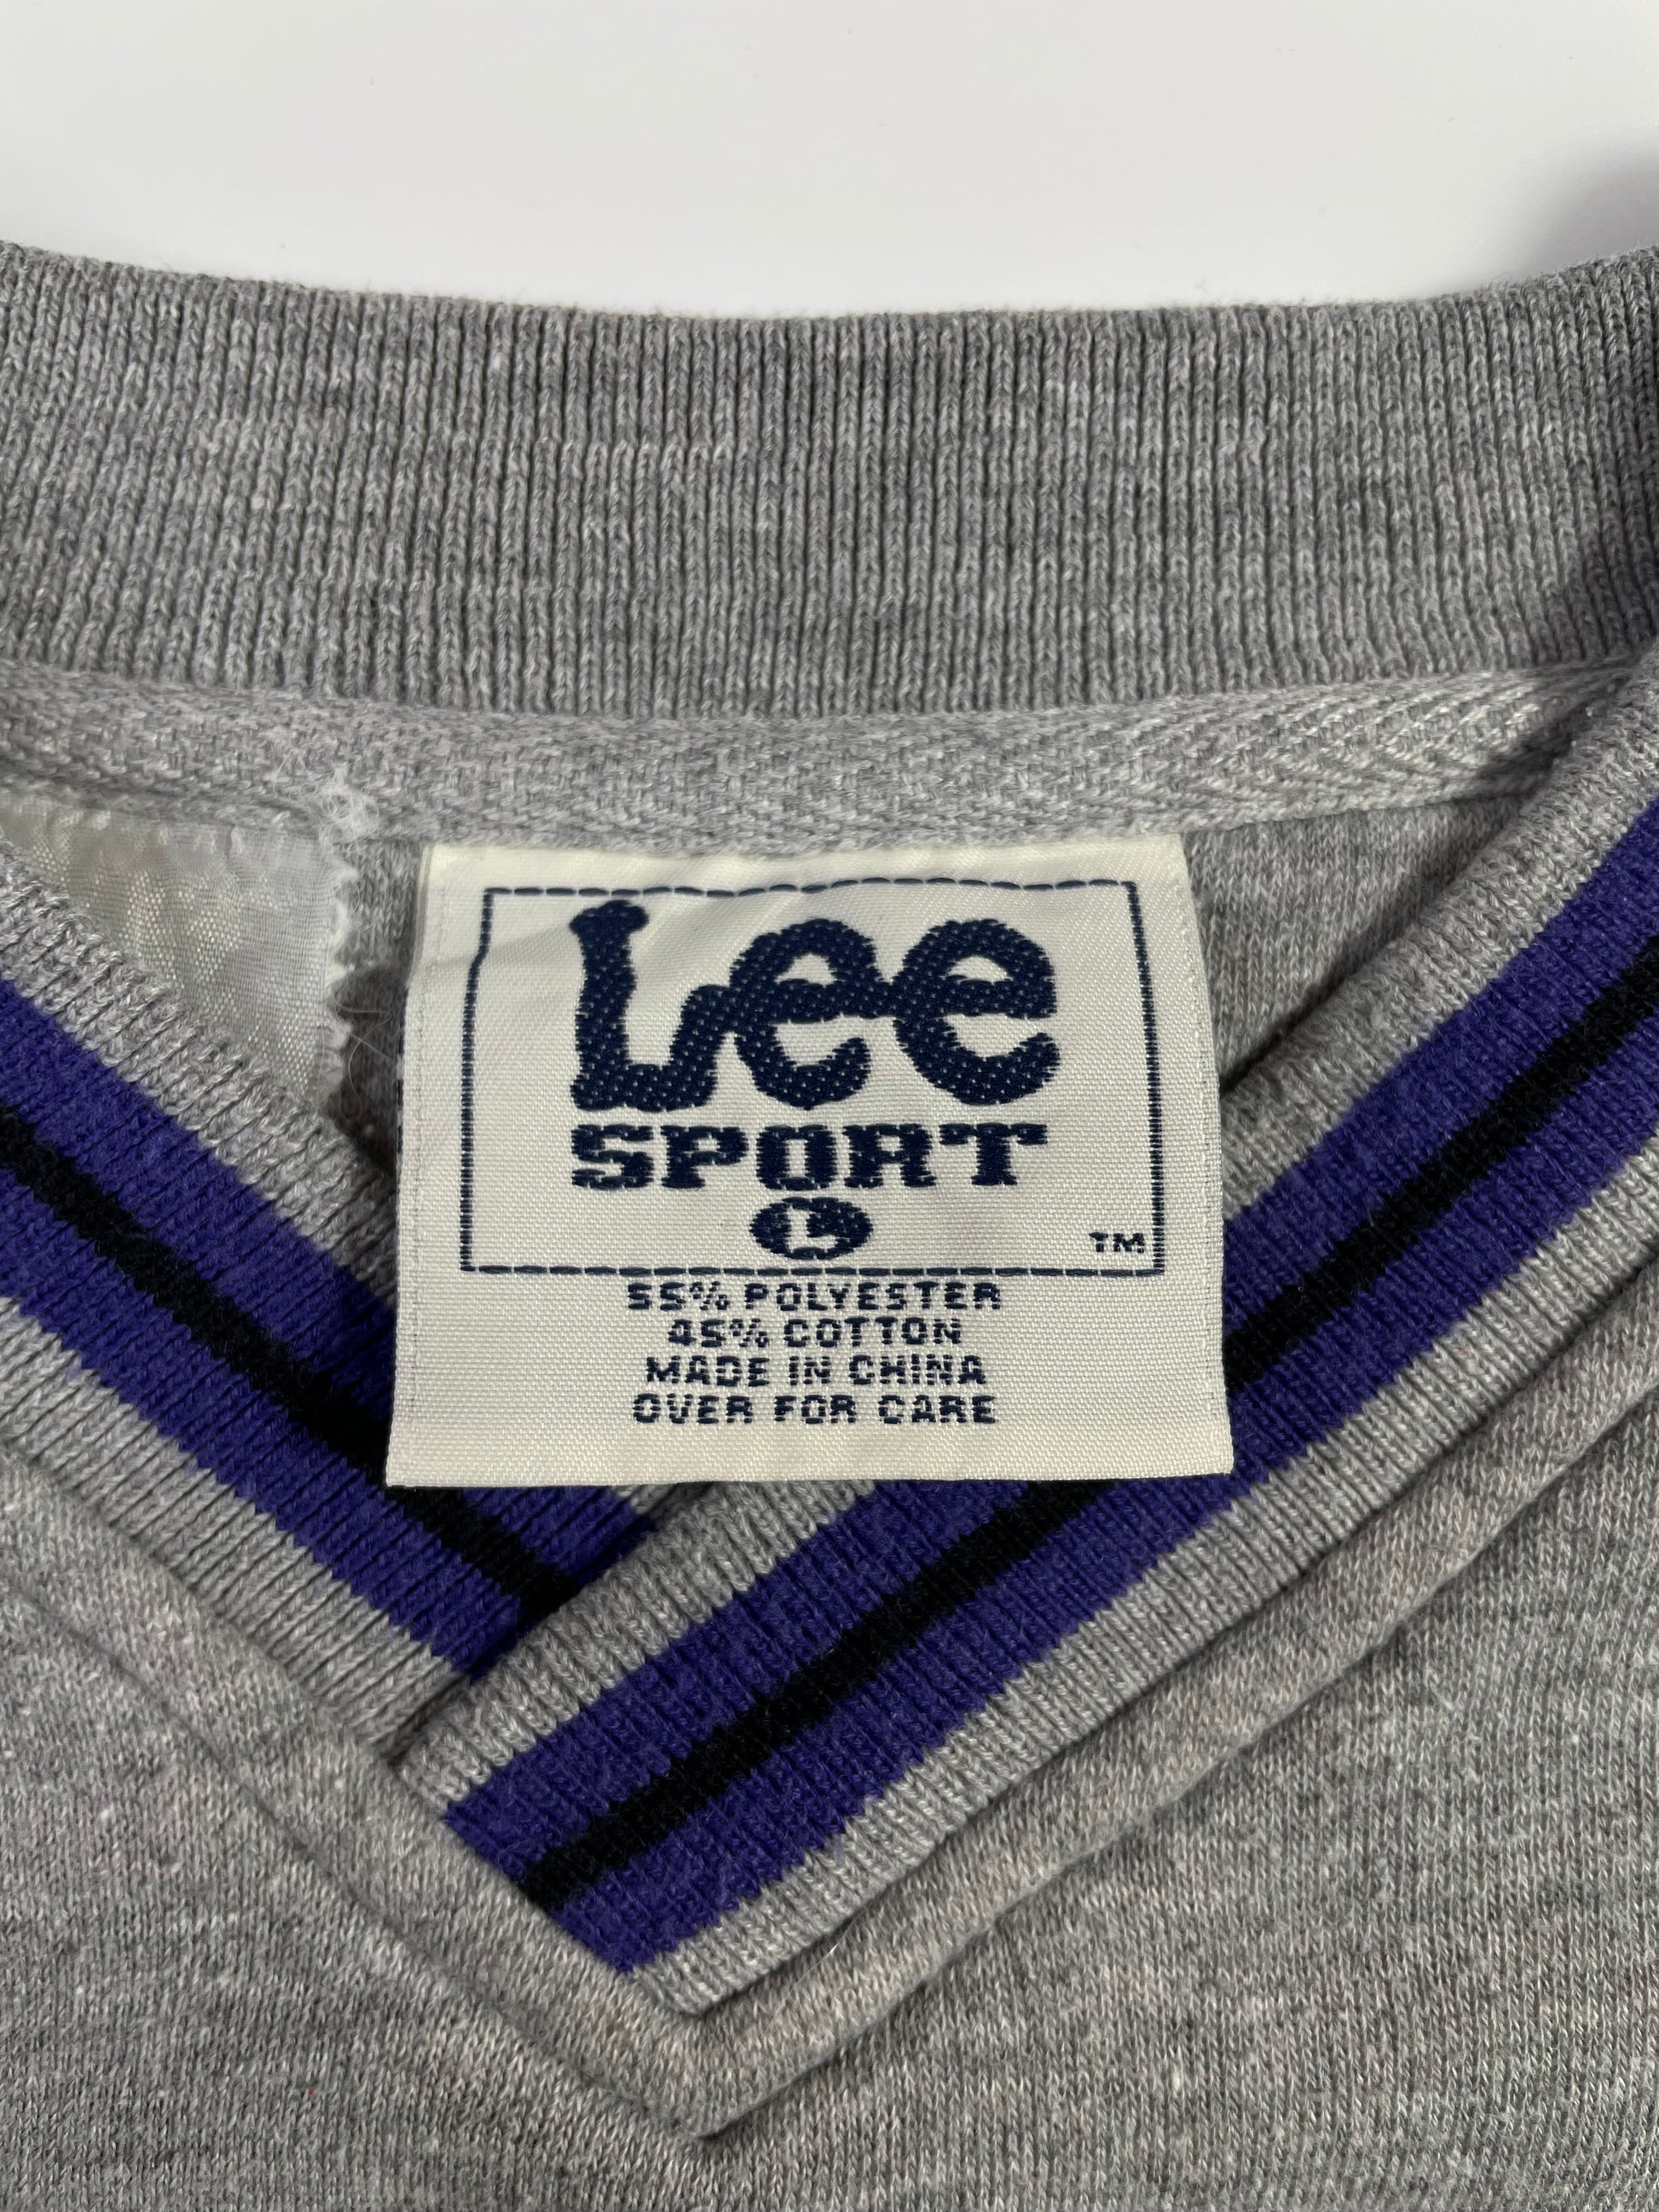 Lee
SPORT
L
TM
55% POLYESTER
45% COTTON
MADE IN CHINA
OVER FOR CARE